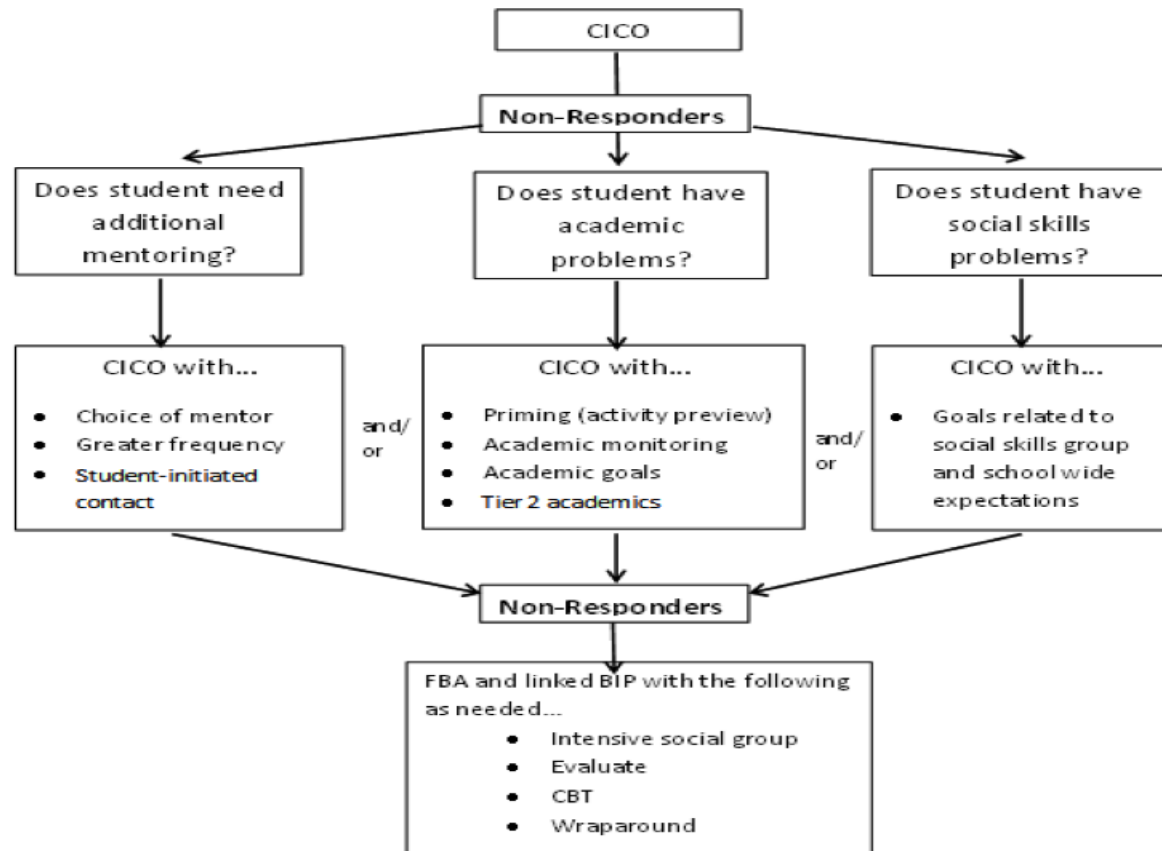 CICO
Non-Responders
Does student need
additional
mentoring?
Does student have
academic
problems?
Does student have
social skills
problems?
CICO with...
• Choice of mentor
• Greater frequency
• Student-initiated
contact
and/
or
CICO with...
• Priming (activity preview)
• Academic monitoring
• Academic goals
• Tier 2 academics
and/
or
CICO with...
• Goals related to
social skills group
and school wide
expectations
Non-Responders
FBA and linked BIP with the following
as needed...
• Intensive social group
• Evaluate
• CBT
• Wraparound